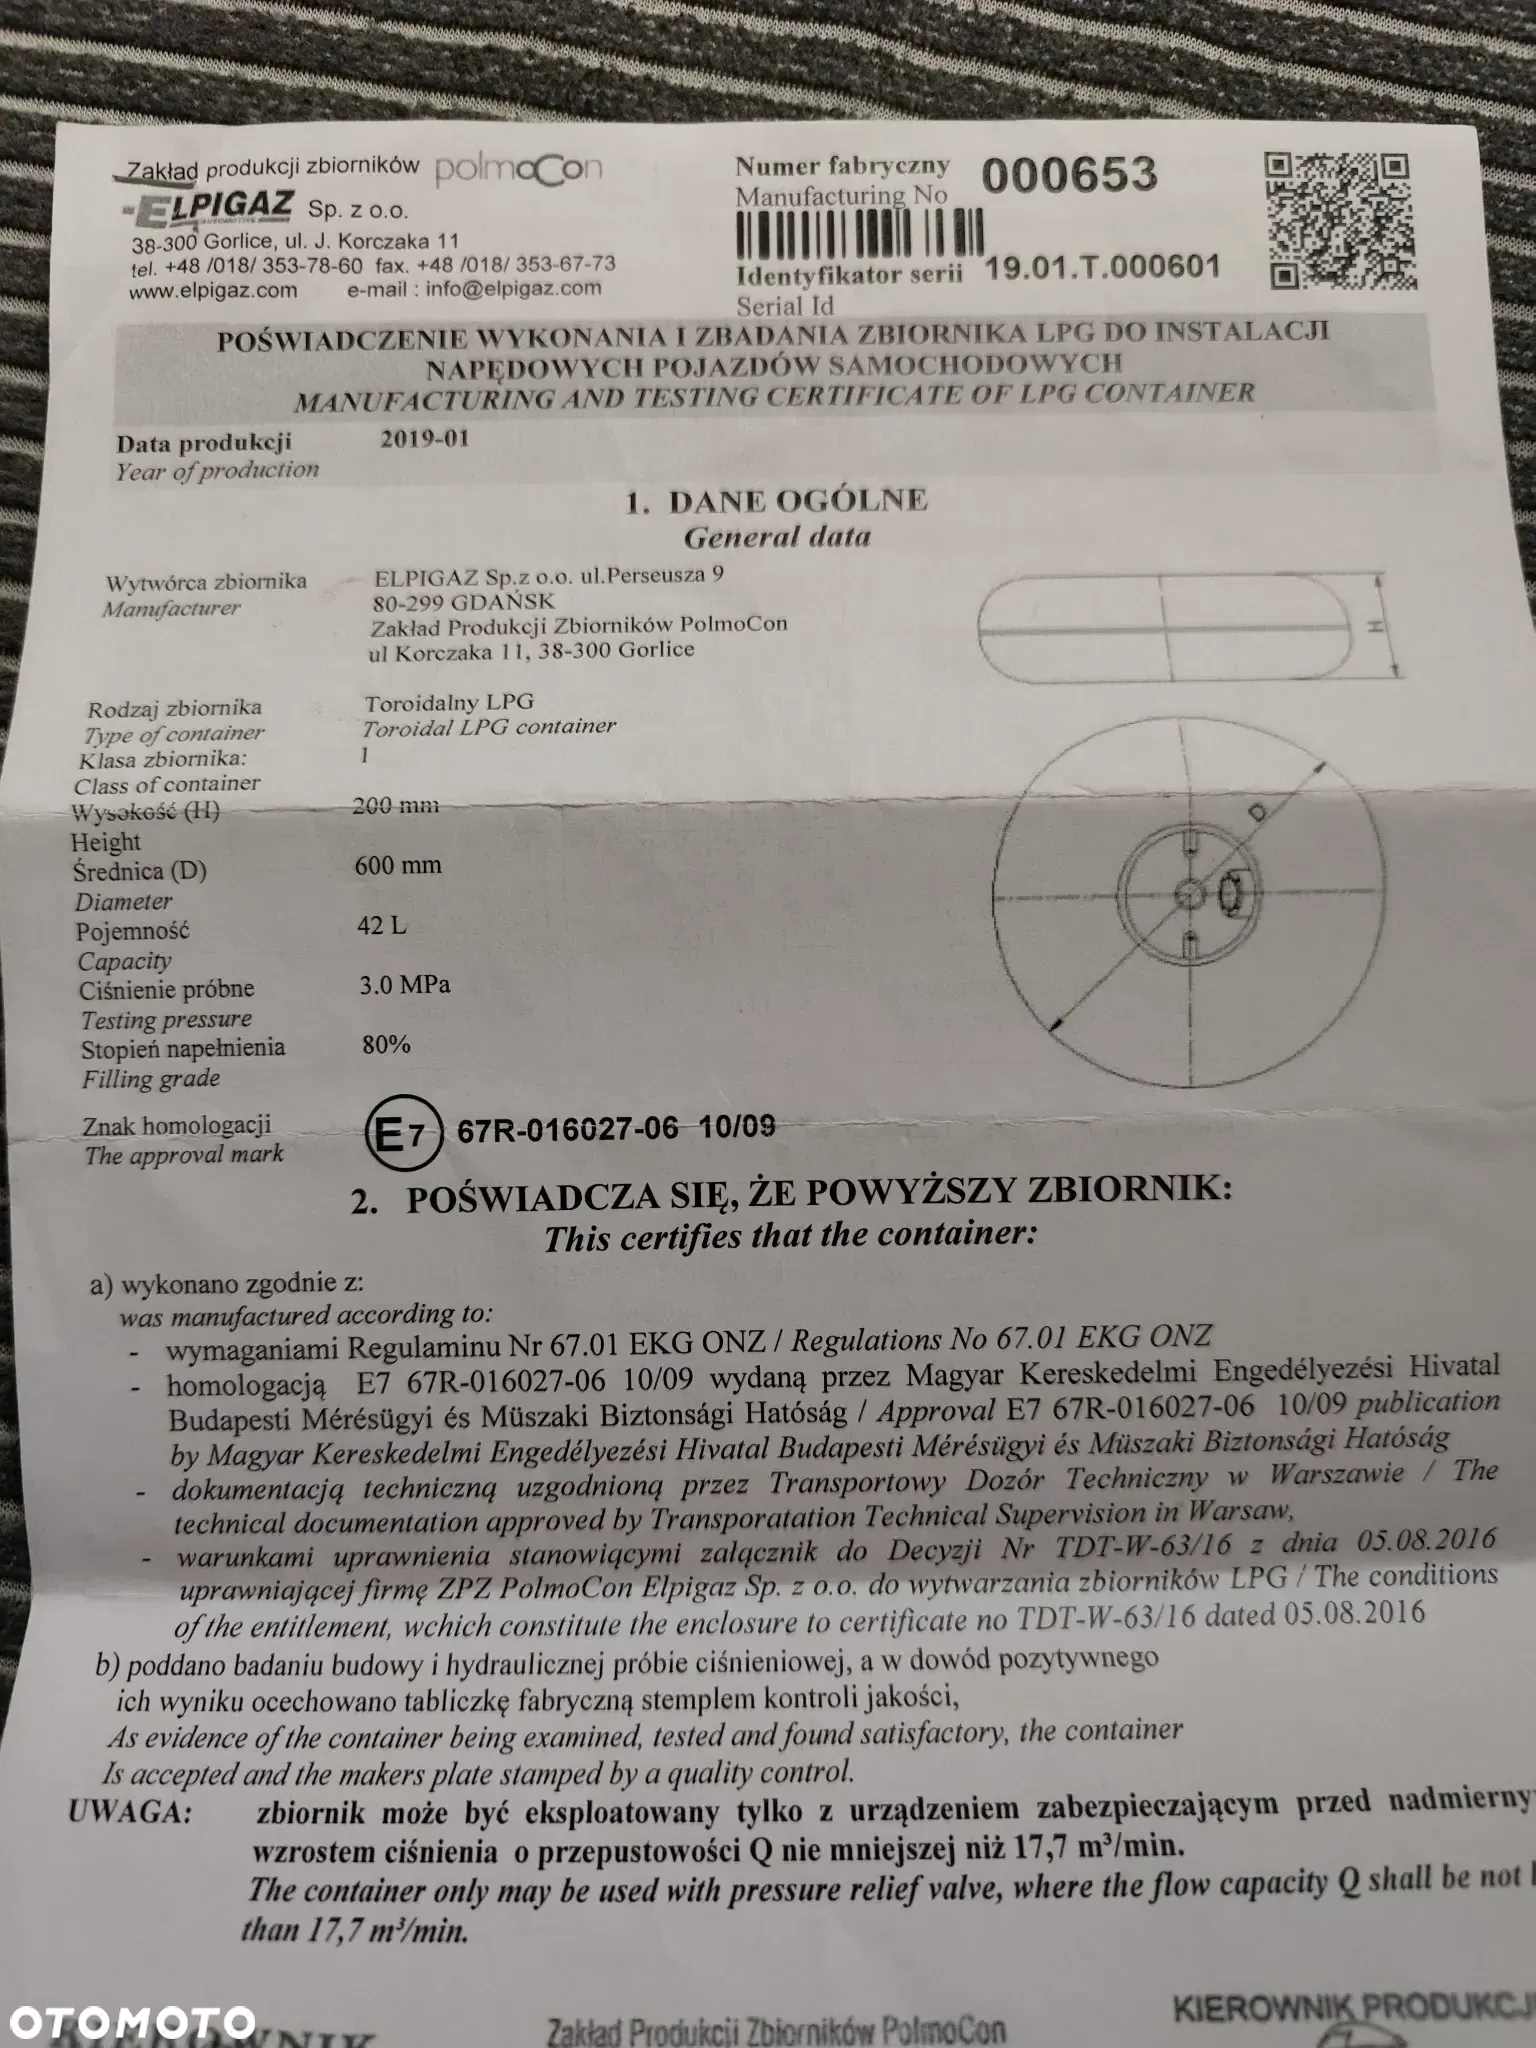 Zakład produkcji zbiorników polmoCon
ELPIGAZ Sp. z o.o.
38-300 Gorlice, ul. J. Korczaka 11
tel. +48 /018/ 353-78-60 fax. +48 /018/ 353-67-73
www.elpigaz.com e-mail : info@elpigaz.com
Numer fabryczny 000653
Manufacturing No
Identyfikator serii 19.01.T.000601
Serial Id
POŚWIADCZENIE WYKONANIA I ZBADANIA ZBIORNIKA LPG DO INSTALACJI
NAPĘDOWYCH POJAZDÓW SAMOCHODOWYCH
MANUFACTURING AND TESTING CERTIFICATE OF LPG CONTAINER
Data produkcji 2019-01
Year of production
1. DANE OGÓLNE
General data
Wytwórca zbiornika ELPIGAZ Sp.z o.o. ul.Perseusza 9
Manufacturer 80-299 GDAŃSK
Zakład Produkcji Zbiorników PolmoCon
ul Korczaka 11, 38-300 Gorlice
H
Rodzaj zbiornika Toroidalny LPG
Type of container Toroidal LPG container
Klasa zbiornika: 1
Class of container
Wysokość (H) 200 mm
Height
D
Średnica (D) 600 mm
Diameter
Pojemność 42 L
Capacity
Ciśnienie próbne 3.0 MPa
Testing pressure
Stopień napełnienia 80%
Filling grade
Znak homologacji E7 67R-016027-06 10/09
The approval mark
2. POŚWIADCZA SIĘ, ŻE POWYŻSZY ZBIORNIK:
This certifies that the container:
a) wykonano zgodnie z:
was manufactured according to:
- wymaganiami Regulaminu Nr 67.01 EKG ONZ / Regulations No 67.01 EKG ONZ
- homologacją E7 67R-016027-06 10/09 wydaną przez Magyar Kereskedelmi Engedélyezési Hivatal
Budapesti Mérésügyi és Müszaki Biztonsági Hatóság / Approval E7 67R-016027-06 10/09 publication
by Magyar Kereskedelmi Engedélyezési Hivatal Budapesti Mérésügyi és Müszaki Biztonsági Hatóság
- dokumentacją techniczną uzgodnioną przez Transportowy Dozór Techniczny w Warszawie / The
technical documentation approved by Transporatation Technical Supervision in Warsaw,
- warunkami uprawnienia stanowiącymi załącznik do Decyzji Nr TDT-W-63/16 z dnia 05.08.2016
uprawniającej firmę ZPZ PolmoCon Elpigaz Sp. z o.o. do wytwarzania zbiorników LPG / The conditions
of the entitlement, wchich constitute the enclosure to certificate no TDT-W-63/16 dated 05.08.2016
b) poddano badaniu budowy i hydraulicznej próbie ciśnieniowej, a w dowód pozytywnego
ich wyniku ocechowano tabliczkę fabryczną stemplem kontroli jakości,
As evidence of the container being examined, tested and found satisfactory, the container
Is accepted and the makers plate stamped by a quality control.
UWAGA: zbiornik może być eksploatowany tylko z urządzeniem zabezpieczającym przed nadmierny
wzrostem ciśnienia o przepustowości Q nie mniejszej niż 17,7 m³/min.
The container only may be used with pressure relief valve, where the flow capacity Q shall be not
than 17,7 m³/min.
KIEROWNIK PRODUKCJI
Zakład Produkcji Zbiorników PolmoCon
KIEROWNIK
OTOMOTO